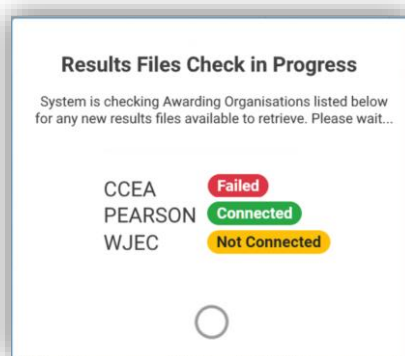 Results Files Check in Progress
System is checking Awarding Organisations listed below
for any new results files available to retrieve. Please wait...
CCEA Failed
PEARSON Connected
WJEC Not Connected